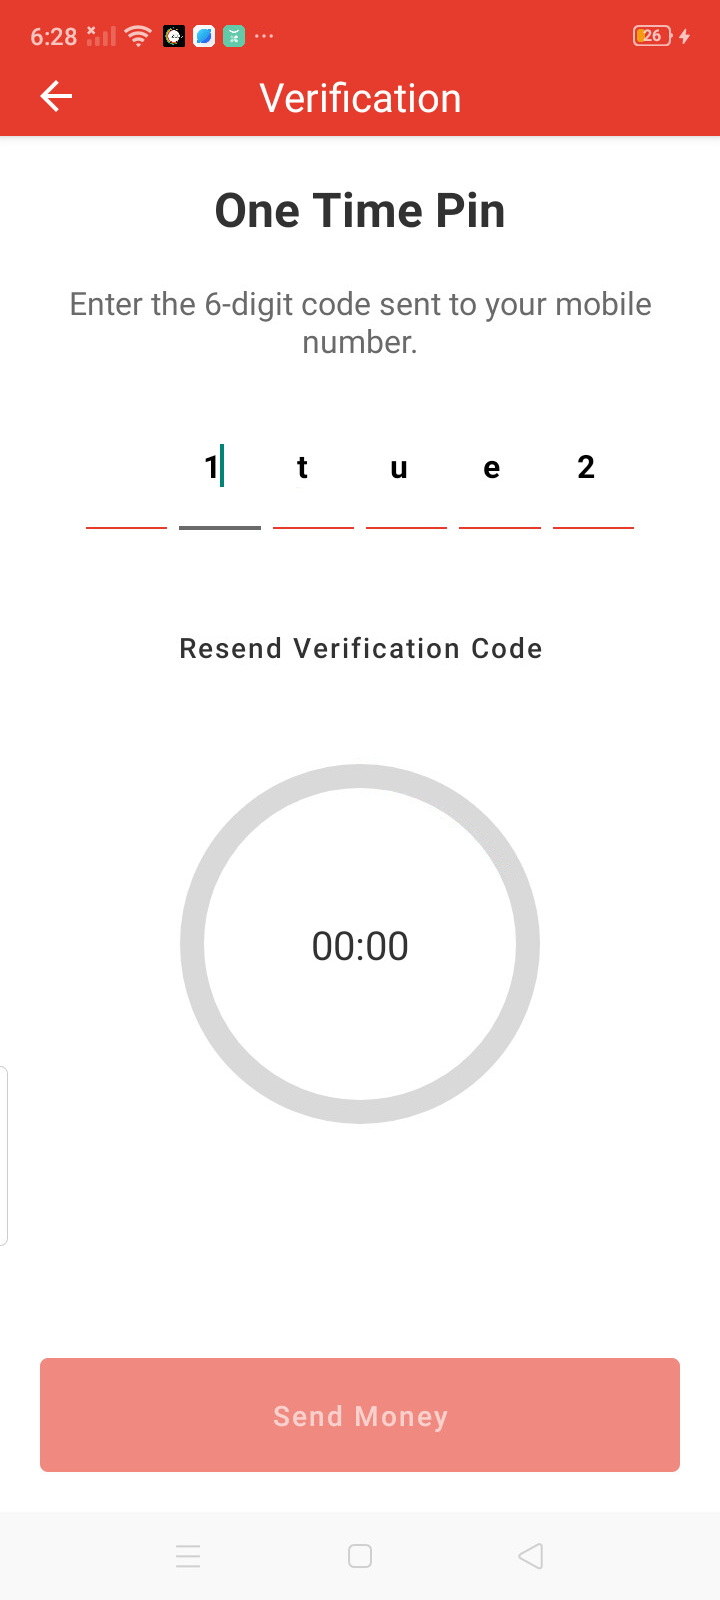 6:28
26
Verification
One Time Pin
Enter the 6-digit code sent to your mobile
number.
1 t u e 2
Resend Verification Code
00:00
Send Money